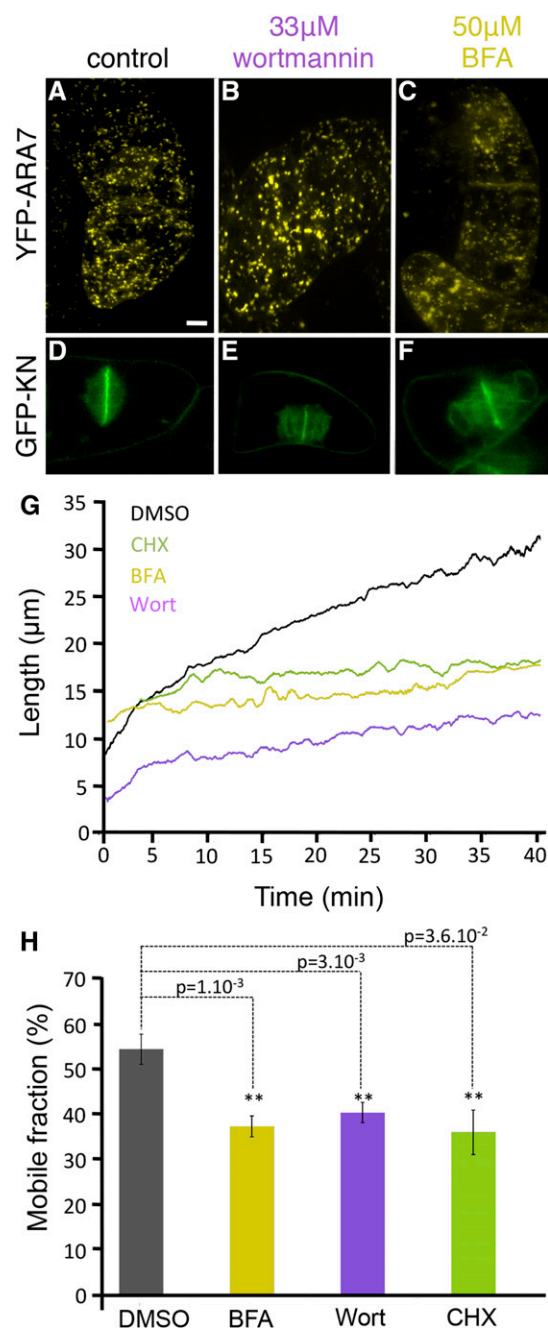 control
33μM
wortmannin
50μM
BFA
YFP-ARA7
A
B
C
GFP-KN
D
E
F
G
DMSO
CHX
BFA
Wort
Length (μm)
35
30
25
20
15
10
5
0
0 5 10 15 20 25 30 35 40
Time (min)
H
p=3.6.10-2
p=3.10-3
p=1.10-3
Mobile fraction (%)
70
60
50
40
30
20
10
0
** ** **
DMSO BFA Wort CHX